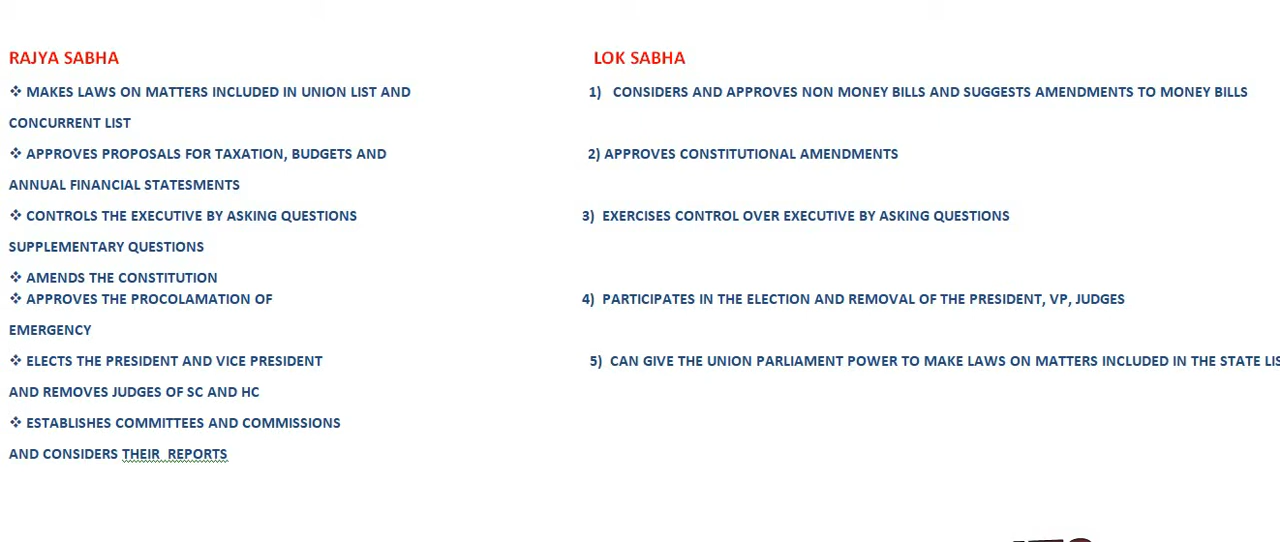 RAJYA SABHA
❖ MAKES LAWS ON MATTERS INCLUDED IN UNION LIST AND
CONCURRENT LIST
❖ APPROVES PROPOSALS FOR TAXATION, BUDGETS AND
ANNUAL FINANCIAL STATESMENTS
❖ CONTROLS THE EXECUTIVE BY ASKING QUESTIONS
SUPPLEMENTARY QUESTIONS
❖ AMENDS THE CONSTITUTION
❖ APPROVES THE PROCOLAMATION OF
EMERGENCY
❖ ELECTS THE PRESIDENT AND VICE PRESIDENT
AND REMOVES JUDGES OF SC AND HC
❖ ESTABLISHES COMMITTEES AND COMMISSIONS
AND CONSIDERS THEIR REPORTS
LOK SABHA
1) CONSIDERS AND APPROVES NON MONEY BILLS AND SUGGESTS AMENDMENTS TO MONEY BILLS
2) APPROVES CONSTITUTIONAL AMENDMENTS
3) EXERCISES CONTROL OVER EXECUTIVE BY ASKING QUESTIONS
4) PARTICIPATES IN THE ELECTION AND REMOVAL OF THE PRESIDENT, VP, JUDGES
5) CAN GIVE THE UNION PARLIAMENT POWER TO MAKE LAWS ON MATTERS INCLUDED IN THE STATE LIS